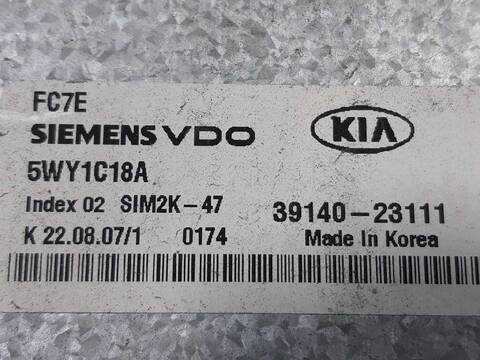 FC7E
SIEMENS VDO KIA
5WY1C18A
Index 02 SIM2K-47 39140-23111
K 22.08.07/1 0174 Made In Korea